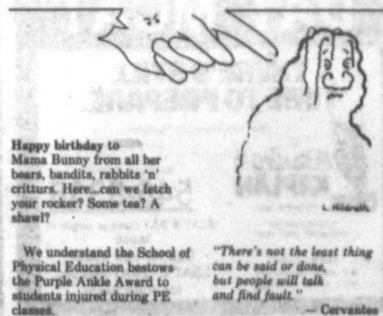 Happy birthday to
Mama Bunny from all her
bears, bandits, rabbits 'n'
critturs. Here...can we fetch
your rocker? Some tea? A
shawl?
We understand the School of
Physical Education bestows
the Purple Ankle Award to
students injured during PE
classes.
L. Hildreth
"There's not the least thing
can be said or done,
but people will talk
and find fault."
— Cervantes